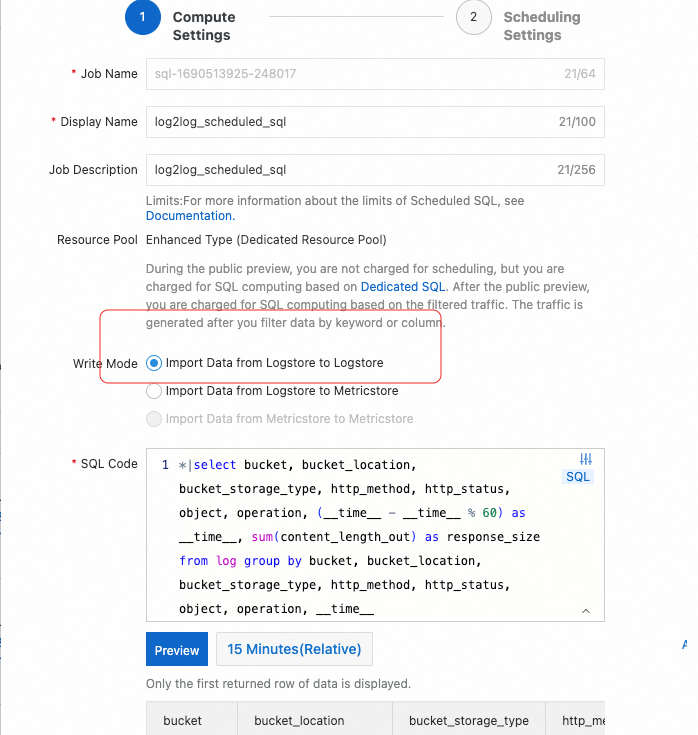 1
Compute
Settings
2
Scheduling
Settings
* Job Name
sql-1690513925-248017
21/64
* Display Name
log2log_scheduled_sql
21/100
Job Description
log2log_scheduled_sql
21/256
Limits:For more information about the limits of Scheduled SQL, see
Documentation.
Resource Pool
Enhanced Type (Dedicated Resource Pool)
During the public preview, you are not charged for scheduling, but you are
charged for SQL computing based on Dedicated SQL. After the public preview,
you are charged for SQL computing based on the filtered traffic. The traffic is
generated after you filter data by keyword or column.
Write Mode
Import Data from Logstore to Logstore
Import Data from Logstore to Metricstore
Import Data from Metricstore to Metricstore
* SQL Code
1 *|select bucket, bucket_location,
bucket_storage_type, http_method, http_status,
object, operation, (__time__ - __time__ % 60) as
__time__, sum(content_length_out) as response_size
from log group by bucket, bucket_location,
bucket_storage_type, http_method, http_status,
object, operation, __time__
SQL
Preview
15 Minutes(Relative)
Only the first returned row of data is displayed.
bucket
bucket_location
bucket_storage_type